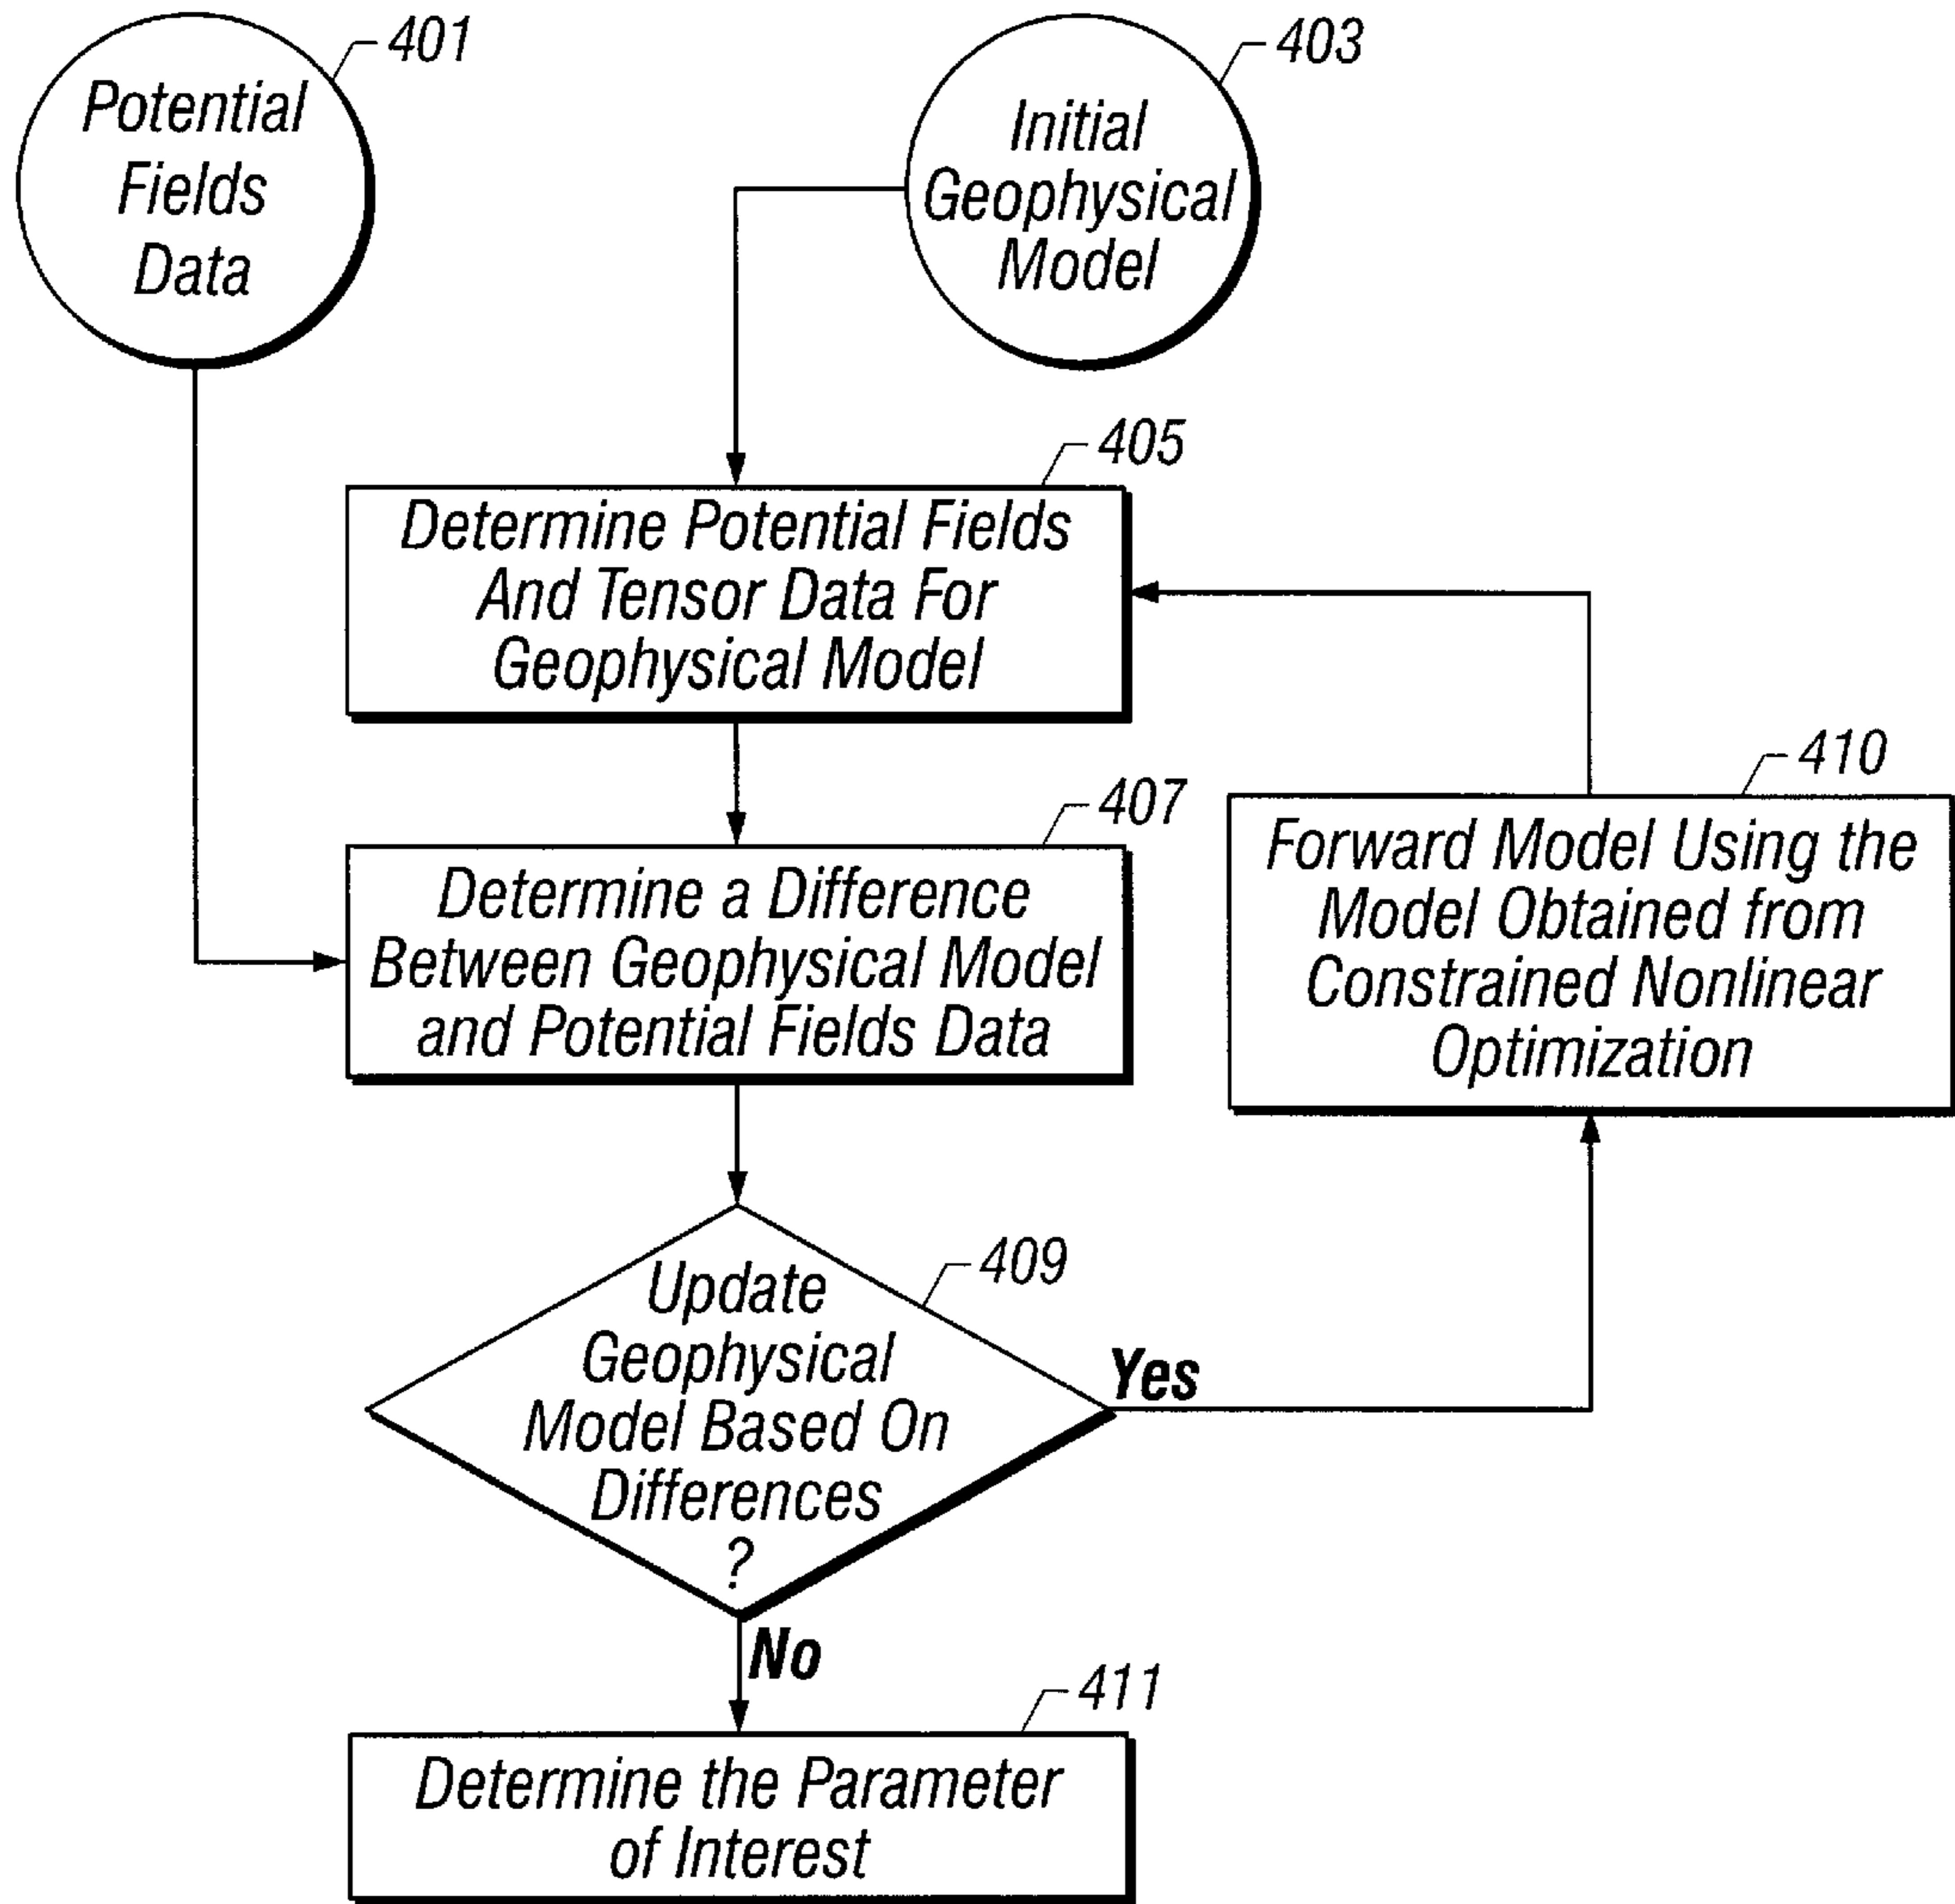 401
Potential
Fields
Data
403
Initial
Geophysical
Model
405
Determine Potential Fields
And Tensor Data For
Geophysical Model
407
Determine a Difference
Between Geophysical Model
and Potential Fields Data
410
Forward Model Using the
Model Obtained from
Constrained Nonlinear
Optimization
409
Update
Geophysical
Model Based On
Differences
?
Yes
No
411
Determine the Parameter
of Interest